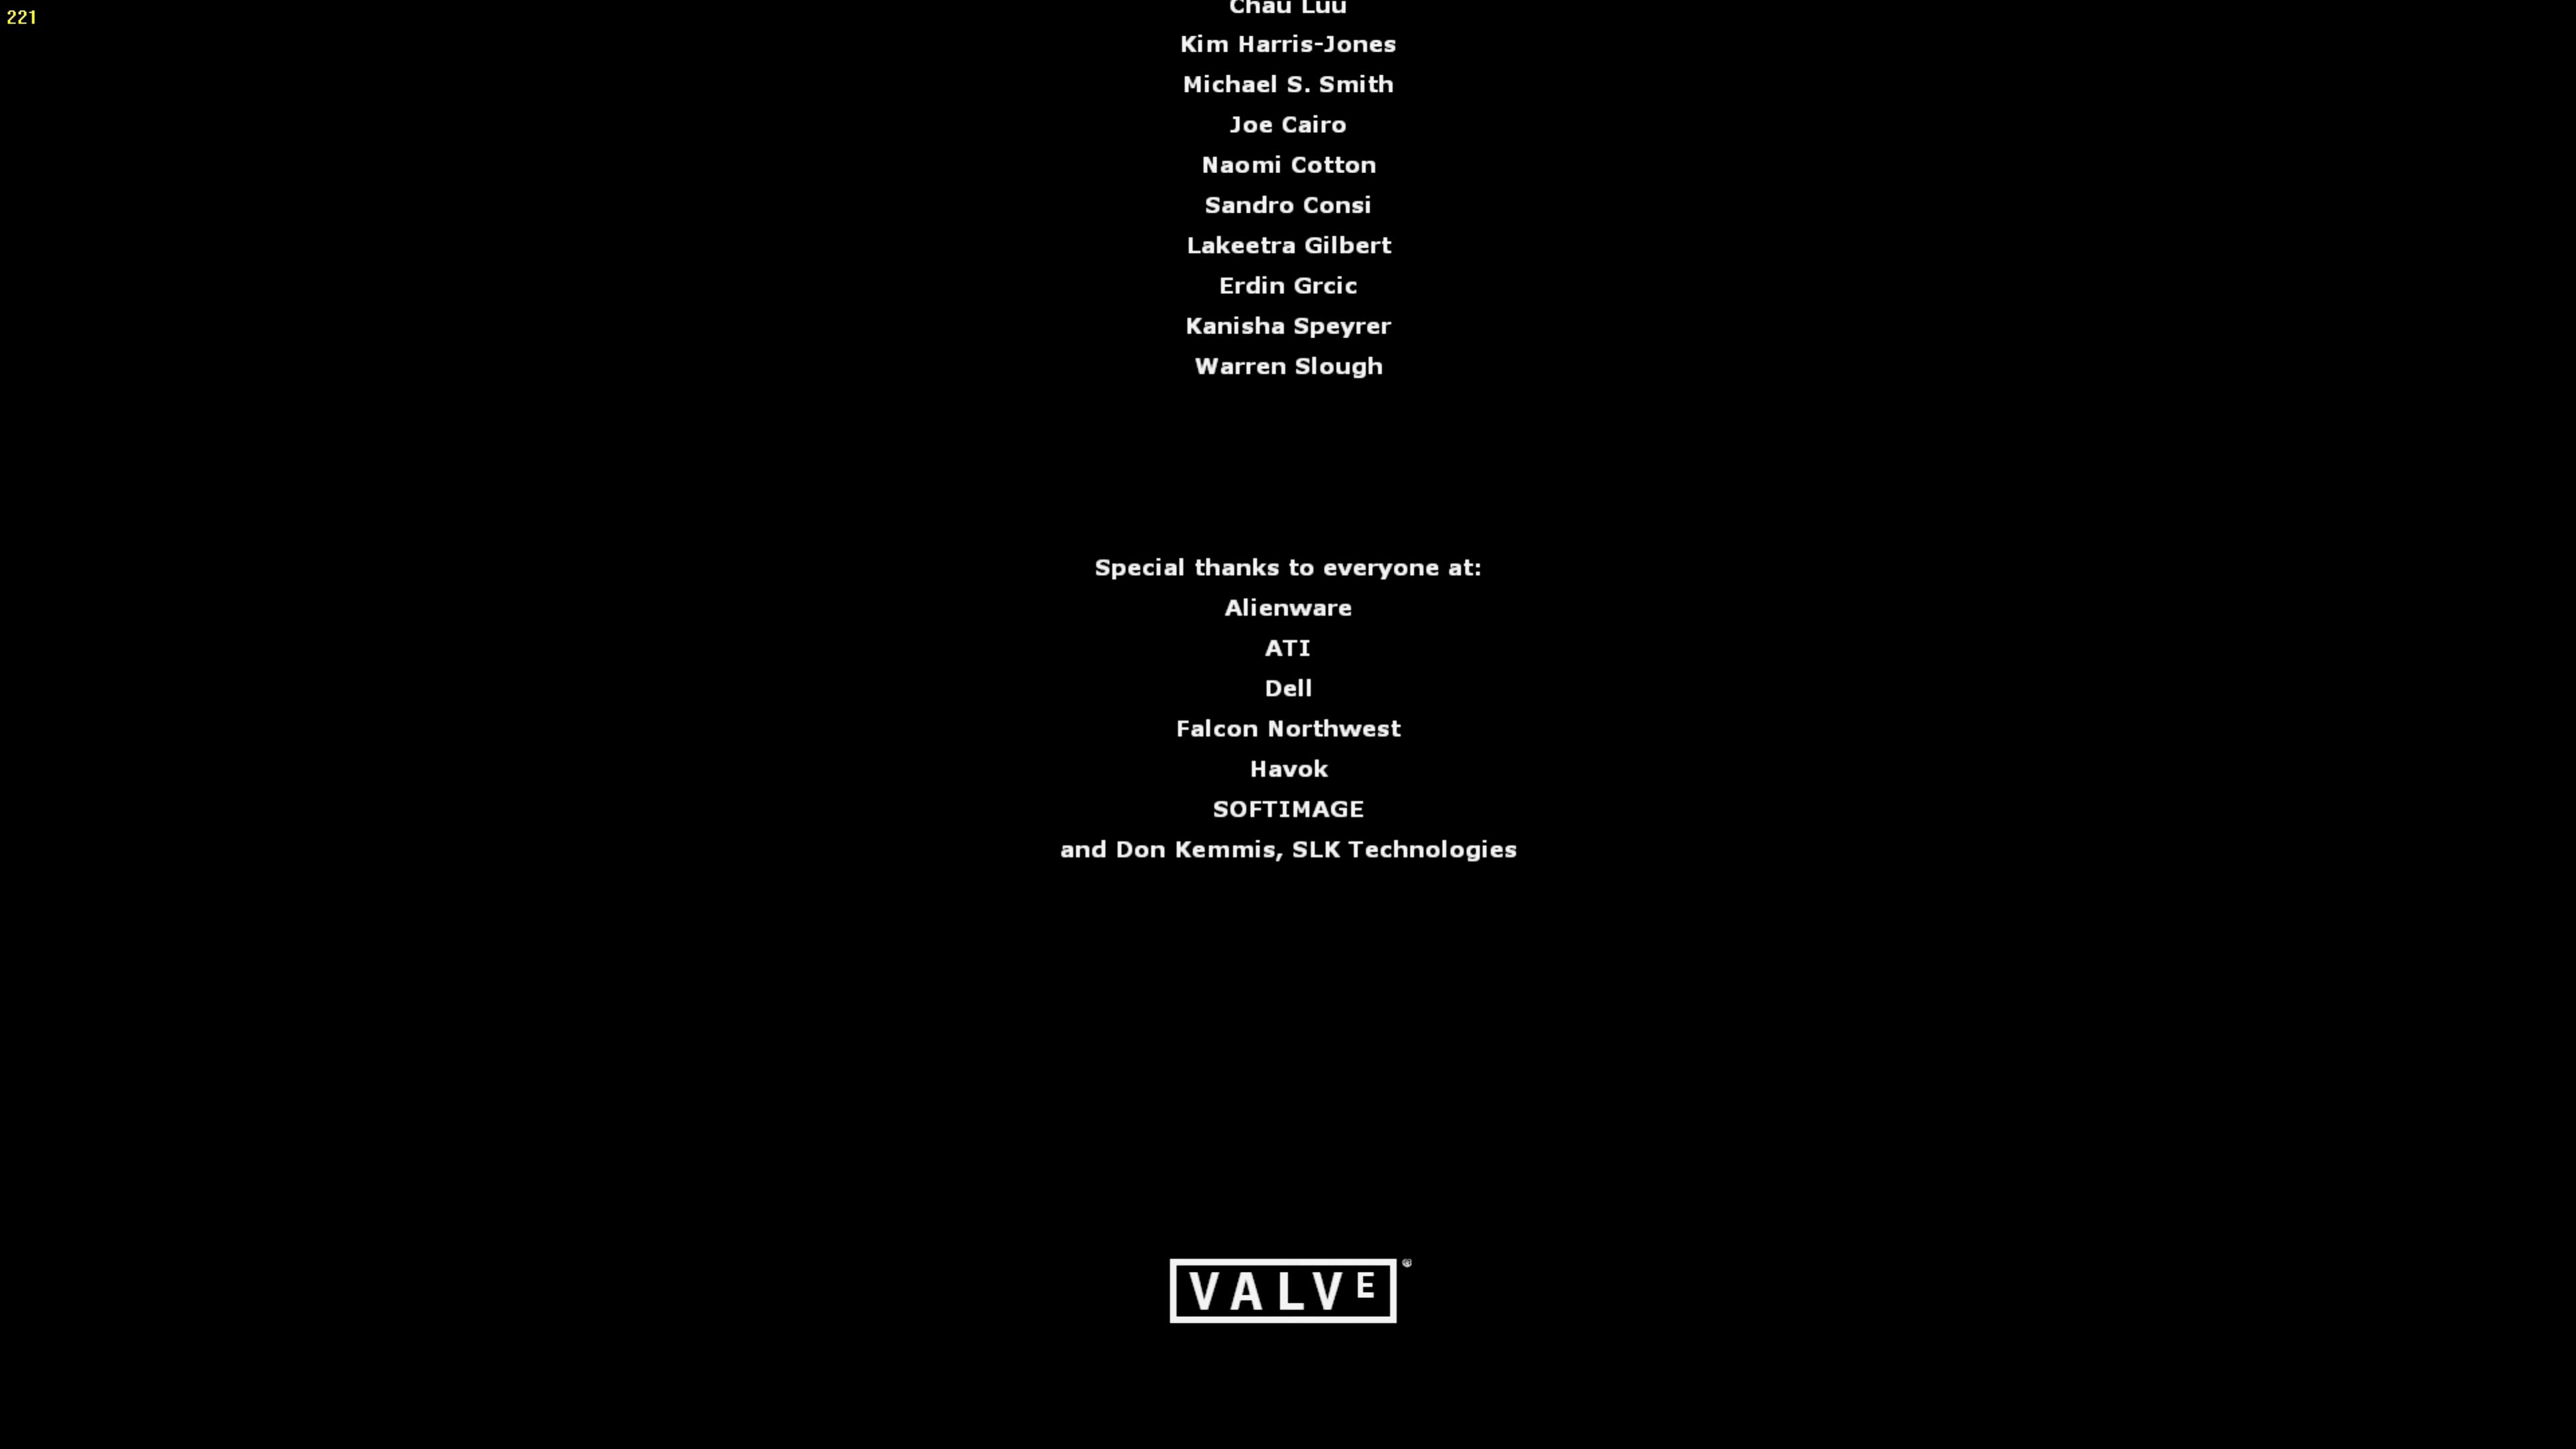 221
Chau Luu
Kim Harris-Jones
Michael S. Smith
Joe Cairo
Naomi Cotton
Sandro Consi
Lakeetra Gilbert
Erdin Grcic
Kanisha Speyrer
Warren Slough
Special thanks to everyone at:
Alienware
ATI
Dell
Falcon Northwest
Havok
SOFTIMAGE
and Don Kemmis, SLK Technologies
VALVE®